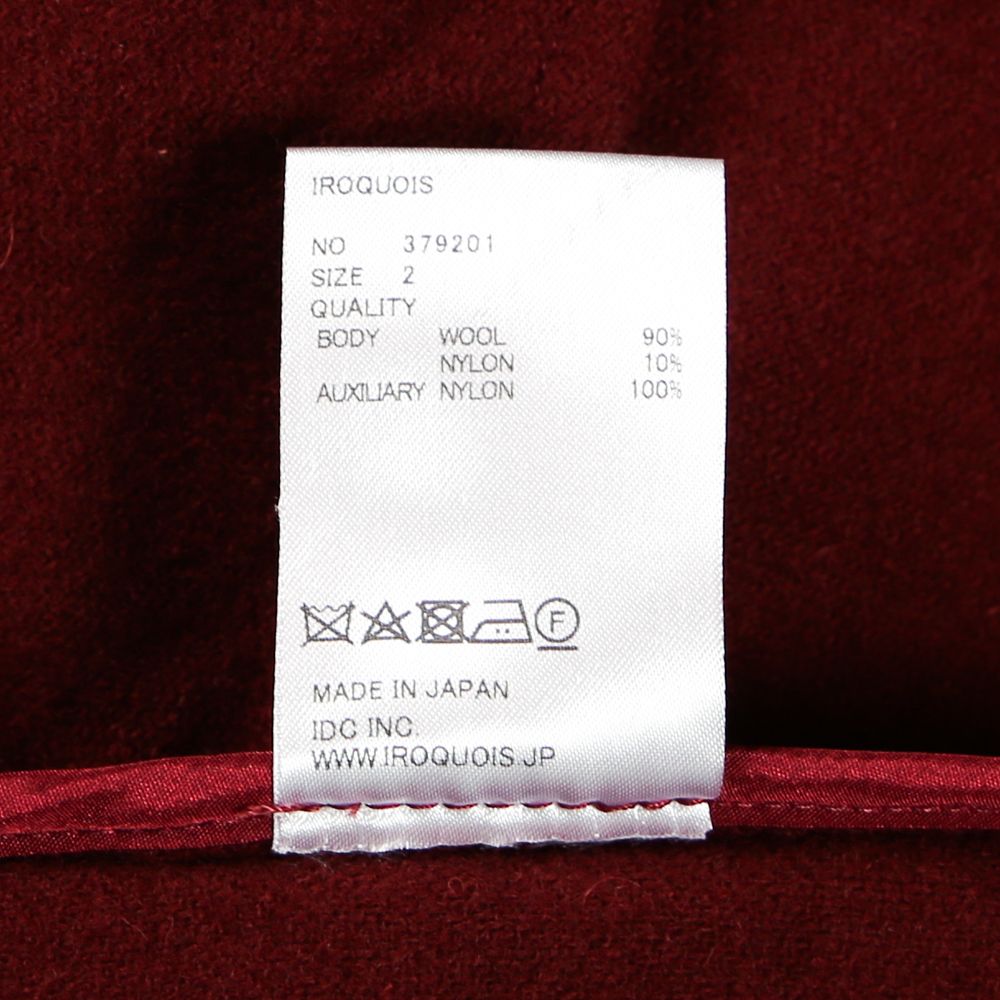 IROQUOIS
NO 379201
SIZE 2
QUALITY
BODY WOOL 90%
NYLON 10%
AUXILIARY NYLON 100%
F
MADE IN JAPAN
IDC INC.
WWW.IROQUOIS.JP